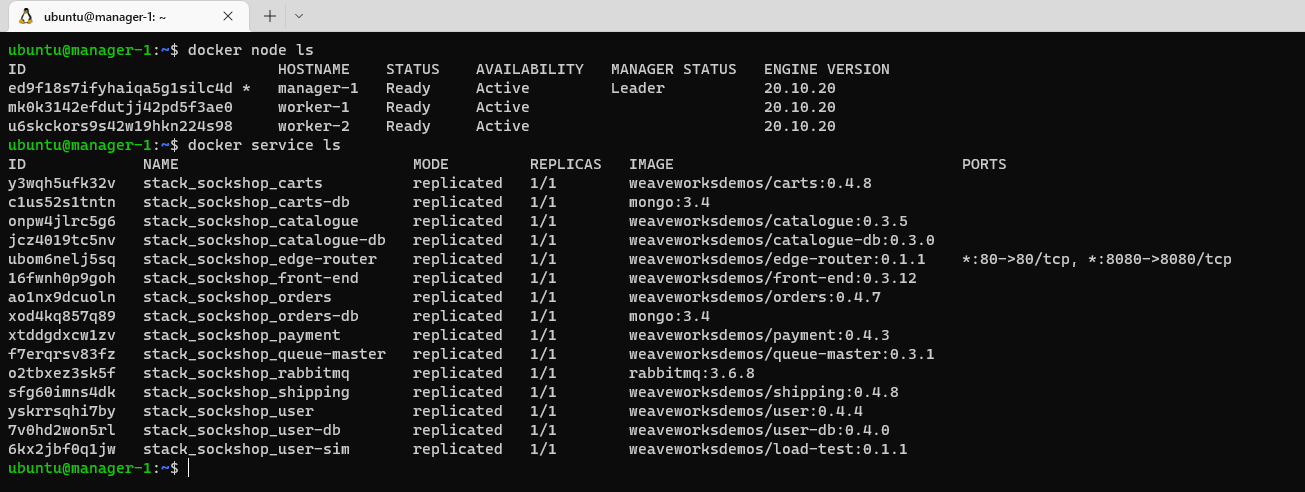 ubuntu@manager-1: ~
ubuntu@manager-1:~$ docker node ls
ID                            HOSTNAME    STATUS    AVAILABILITY   MANAGER STATUS   ENGINE VERSION
ed9f18s7ifyhaiqa5g1silc4d *   manager-1   Ready     Active         Leader           20.10.20
mk0k3142efdutjj42pd5f3ae0     worker-1    Ready     Active                          20.10.20
u6skckors9s42w19hkn224s98     worker-2    Ready     Active                          20.10.20
ubuntu@manager-1:~$ docker service ls
ID             NAME                          MODE         REPLICAS   IMAGE                                PORTS
y3wqh5ufk32v   stack_sockshop_carts          replicated   1/1        weaveworksdemos/carts:0.4.8
c1us52s1tntn   stack_sockshop_carts-db       replicated   1/1        mongo:3.4
onpw4jlrc5g6   stack_sockshop_catalogue      replicated   1/1        weaveworksdemos/catalogue:0.3.5
jcz4019tc5nv   stack_sockshop_catalogue-db   replicated   1/1        weaveworksdemos/catalogue-db:0.3.0
ubom6nelj5sq   stack_sockshop_edge-router    replicated   1/1        weaveworksdemos/edge-router:0.1.1    *:80->80/tcp, *:8080->8080/tcp
16fwnh0p9goh   stack_sockshop_front-end      replicated   1/1        weaveworksdemos/front-end:0.3.12
ao1nx9dcuoln   stack_sockshop_orders         replicated   1/1        weaveworksdemos/orders:0.4.7
xod4kq857q89   stack_sockshop_orders-db      replicated   1/1        mongo:3.4
xtddgdxcw1zv   stack_sockshop_payment        replicated   1/1        weaveworksdemos/payment:0.4.3
f7erqrsv83fz   stack_sockshop_queue-master   replicated   1/1        weaveworksdemos/queue-master:0.3.1
o2tbxez3sk5f   stack_sockshop_rabbitmq       replicated   1/1        rabbitmq:3.6.8
sfg60imns4dk   stack_sockshop_shipping       replicated   1/1        weaveworksdemos/shipping:0.4.8
yskrrsqhi7by   stack_sockshop_user           replicated   1/1        weaveworksdemos/user:0.4.4
7v0hd2won5rl   stack_sockshop_user-db        replicated   1/1        weaveworksdemos/user-db:0.4.0
6kx2jbf0q1jw   stack_sockshop_user-sim       replicated   1/1        weaveworksdemos/load-test:0.1.1
ubuntu@manager-1:~$